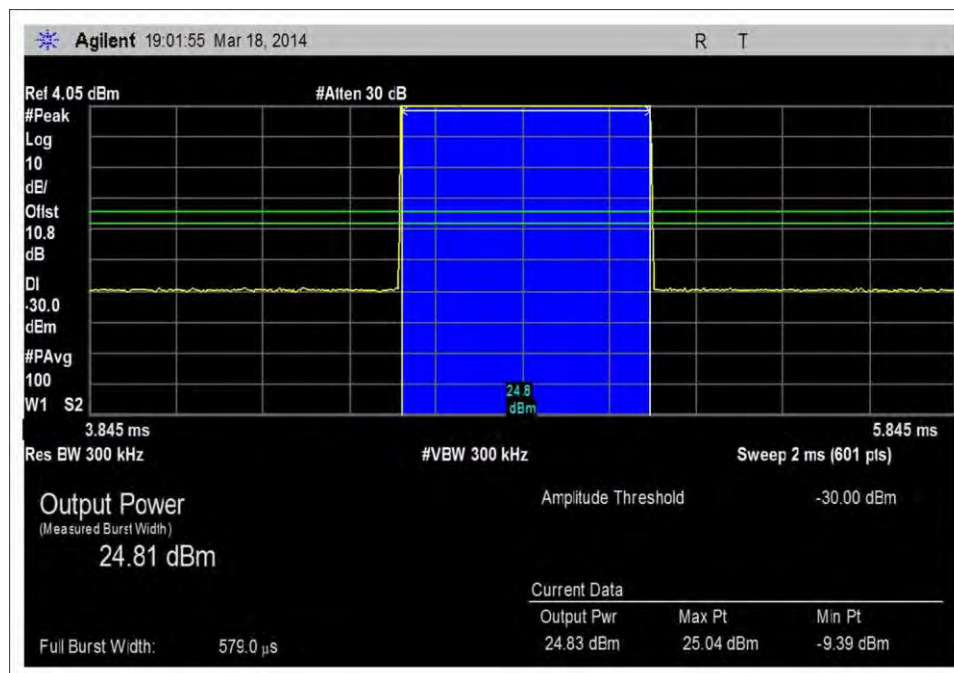 Agilent 19:01:55 Mar 18, 2014 R T
Ref 4.05 dBm #Atten 30 dB
#Peak
Log
10
dB/
Offst
10.8
dB
DI
-30.0
dBm
#PAvg
100
24.8
dBm
W1 S2
3.845 ms 5.845 ms
Res BW 300 kHz #VBW 300 kHz Sweep 2 ms (601 pts)
Output Power Amplitude Threshold -30.00 dBm
(Measured Burst Width)
24.81 dBm
Current Data
Output Pwr Max Pt Min Pt
Full Burst Width: 579.0 µs 24.83 dBm 25.04 dBm -9.39 dBm